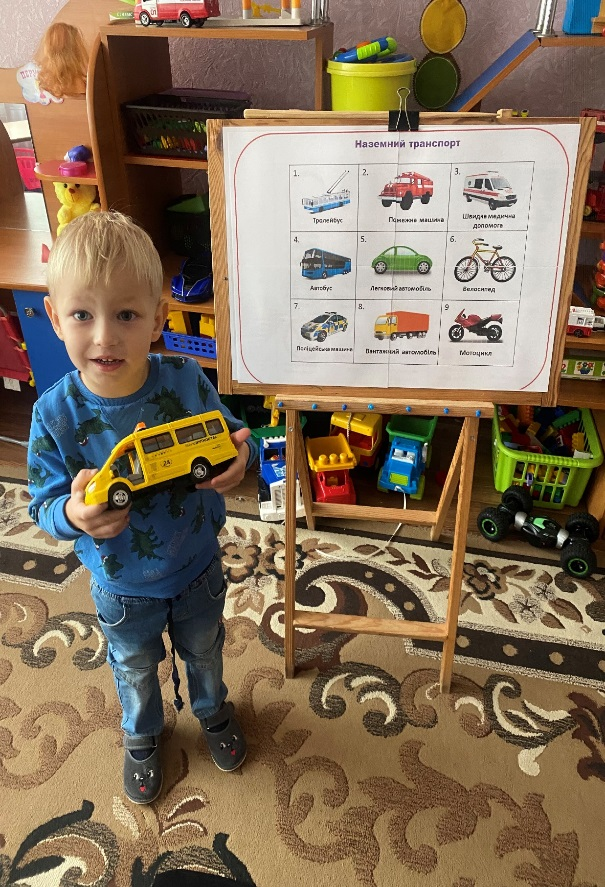 Наземний транспорт
1.
2.
3.
Тролейбус
Пожежна машина
Швидка медична
допомога
4.
5.
6.
Автобус
Легковий автомобіль
Велосипед
7.
8.
9
Поліцейська машина
Вантажний автомобіль
Мотоцикл